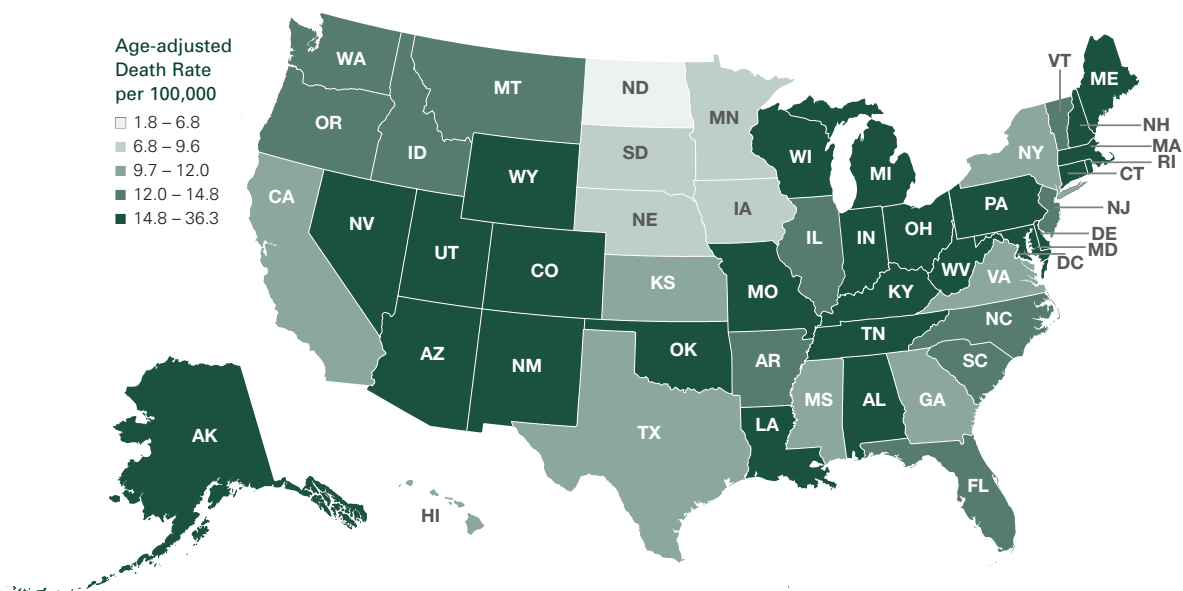 Age-adjusted
Death Rate
per 100,000
1.8 – 6.8
6.8 – 9.6
9.7 – 12.0
12.0 – 14.8
14.8 – 36.3
WA
MT
ND
MN
VT
ME
OR
ID
SD
WI
MI
NY
NH
MA
RI
CT
WY
CA
NE
IA
PA
NJ
NV
UT
CO
IL
IN
OH
DE
MD
DC
KS
MO
WV
VA
KY
AZ
NM
OK
AR
TN
NC
SC
MS
AL
GA
LA
TX
AK
HI
FL